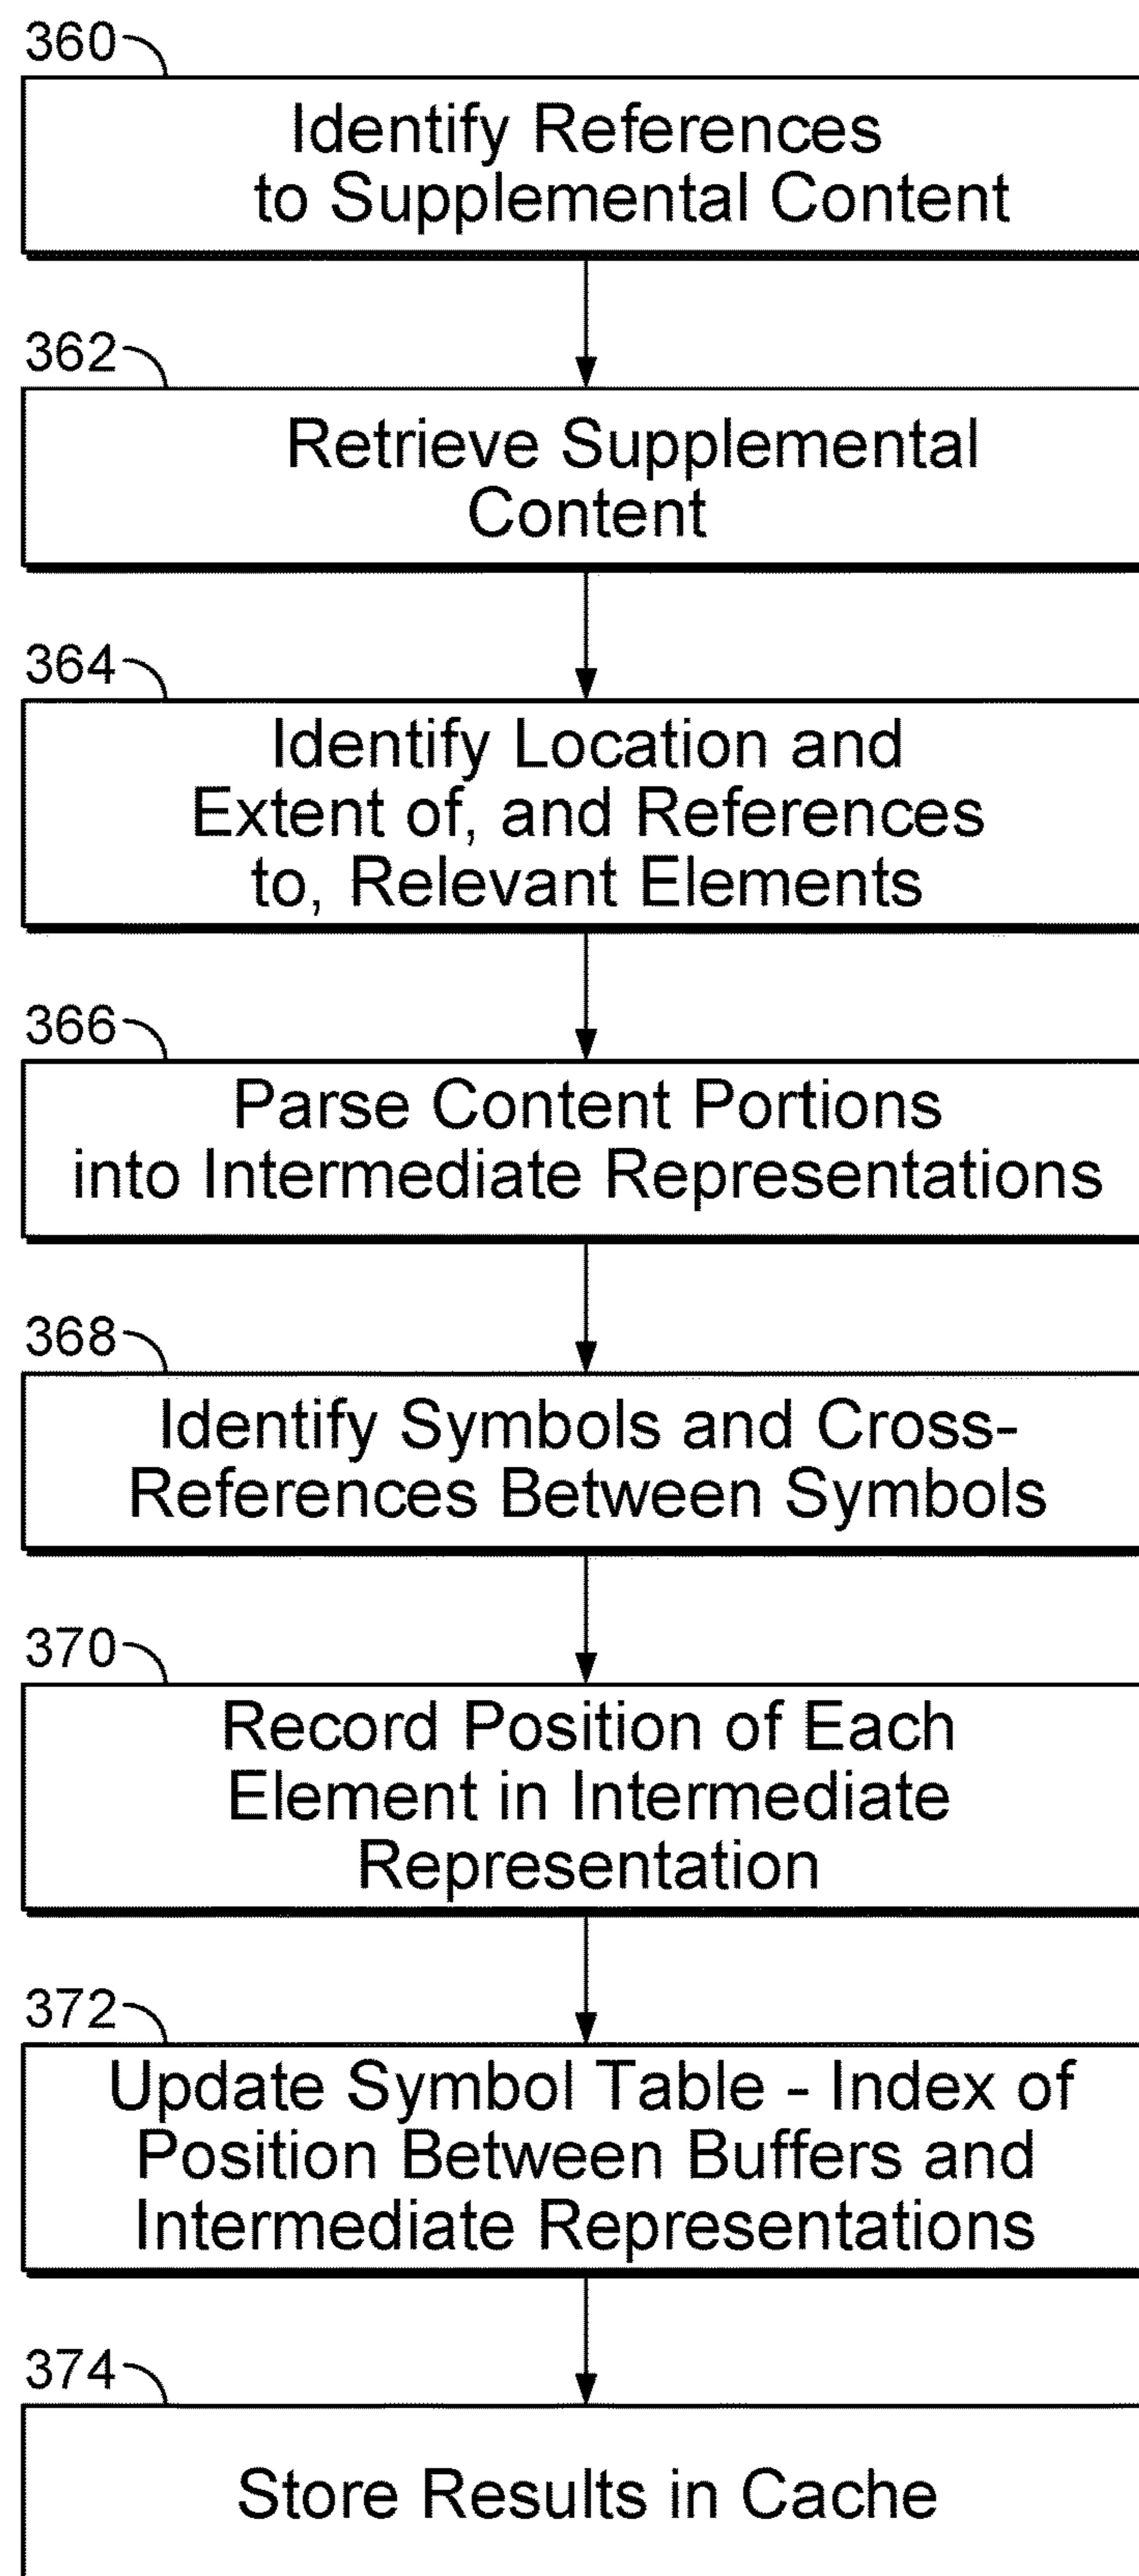 360
Identify References
to Supplemental Content
362
Retrieve Supplemental
Content
364
Identify Location and
Extent of, and References
to, Relevant Elements
366
Parse Content Portions
into Intermediate Representations
368
Identify Symbols and Cross-
References Between Symbols
370
Record Position of Each
Element in Intermediate
Representation
372
Update Symbol Table - Index of
Position Between Buffers and
Intermediate Representations
374
Store Results in Cache